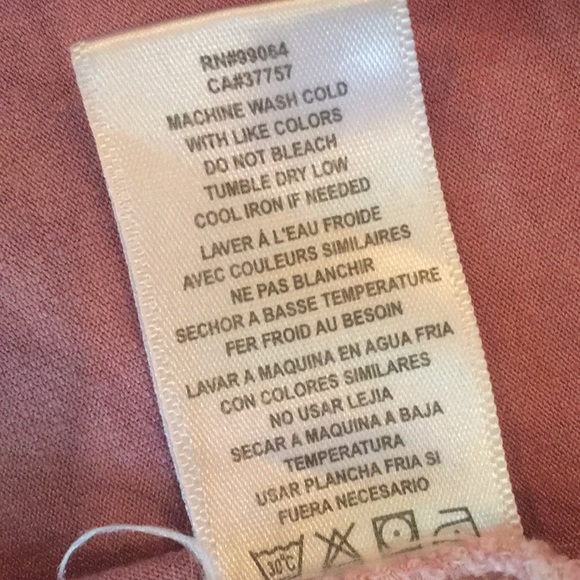 RN#99064
CA#37757
MACHINE WASH COLD
WITH LIKE COLORS
DO NOT BLEACH
TUMBLE DRY LOW
COOL IRON IF NEEDED
LAVER À L'EAU FROIDE
AVEC COULEURS SIMILAIRES
NE PAS BLANCHIR
SECHOR A BASSE TEMPERATURE
FER FROID AU BESOIN
LAVAR A MAQUINA EN AGUA FRIA
CON COLORES SIMILARES
NO USAR LEJIA
SECAR A MAQUINA A BAJA
TEMPERATURA
USAR PLANCHA FRIA SI
FUERA NECESARIO
30°C